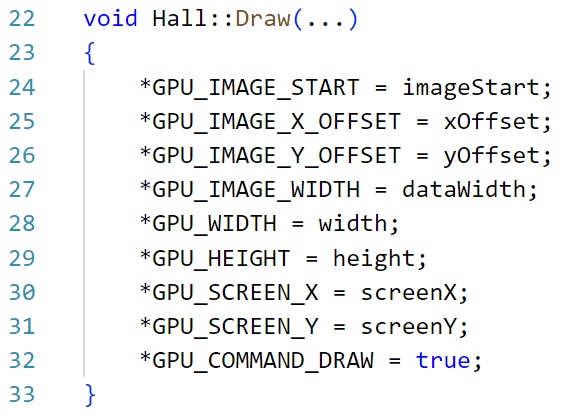 22 void Hall::Draw(...)
23 {
24 *GPU_IMAGE_START = imageStart;
25 *GPU_IMAGE_X_OFFSET = xOffset;
26 *GPU_IMAGE_Y_OFFSET = yOffset;
27 *GPU_IMAGE_WIDTH = dataWidth;
28 *GPU_WIDTH = width;
29 *GPU_HEIGHT = height;
30 *GPU_SCREEN_X = screenX;
31 *GPU_SCREEN_Y = screenY;
32 *GPU_COMMAND_DRAW = true;
33 }